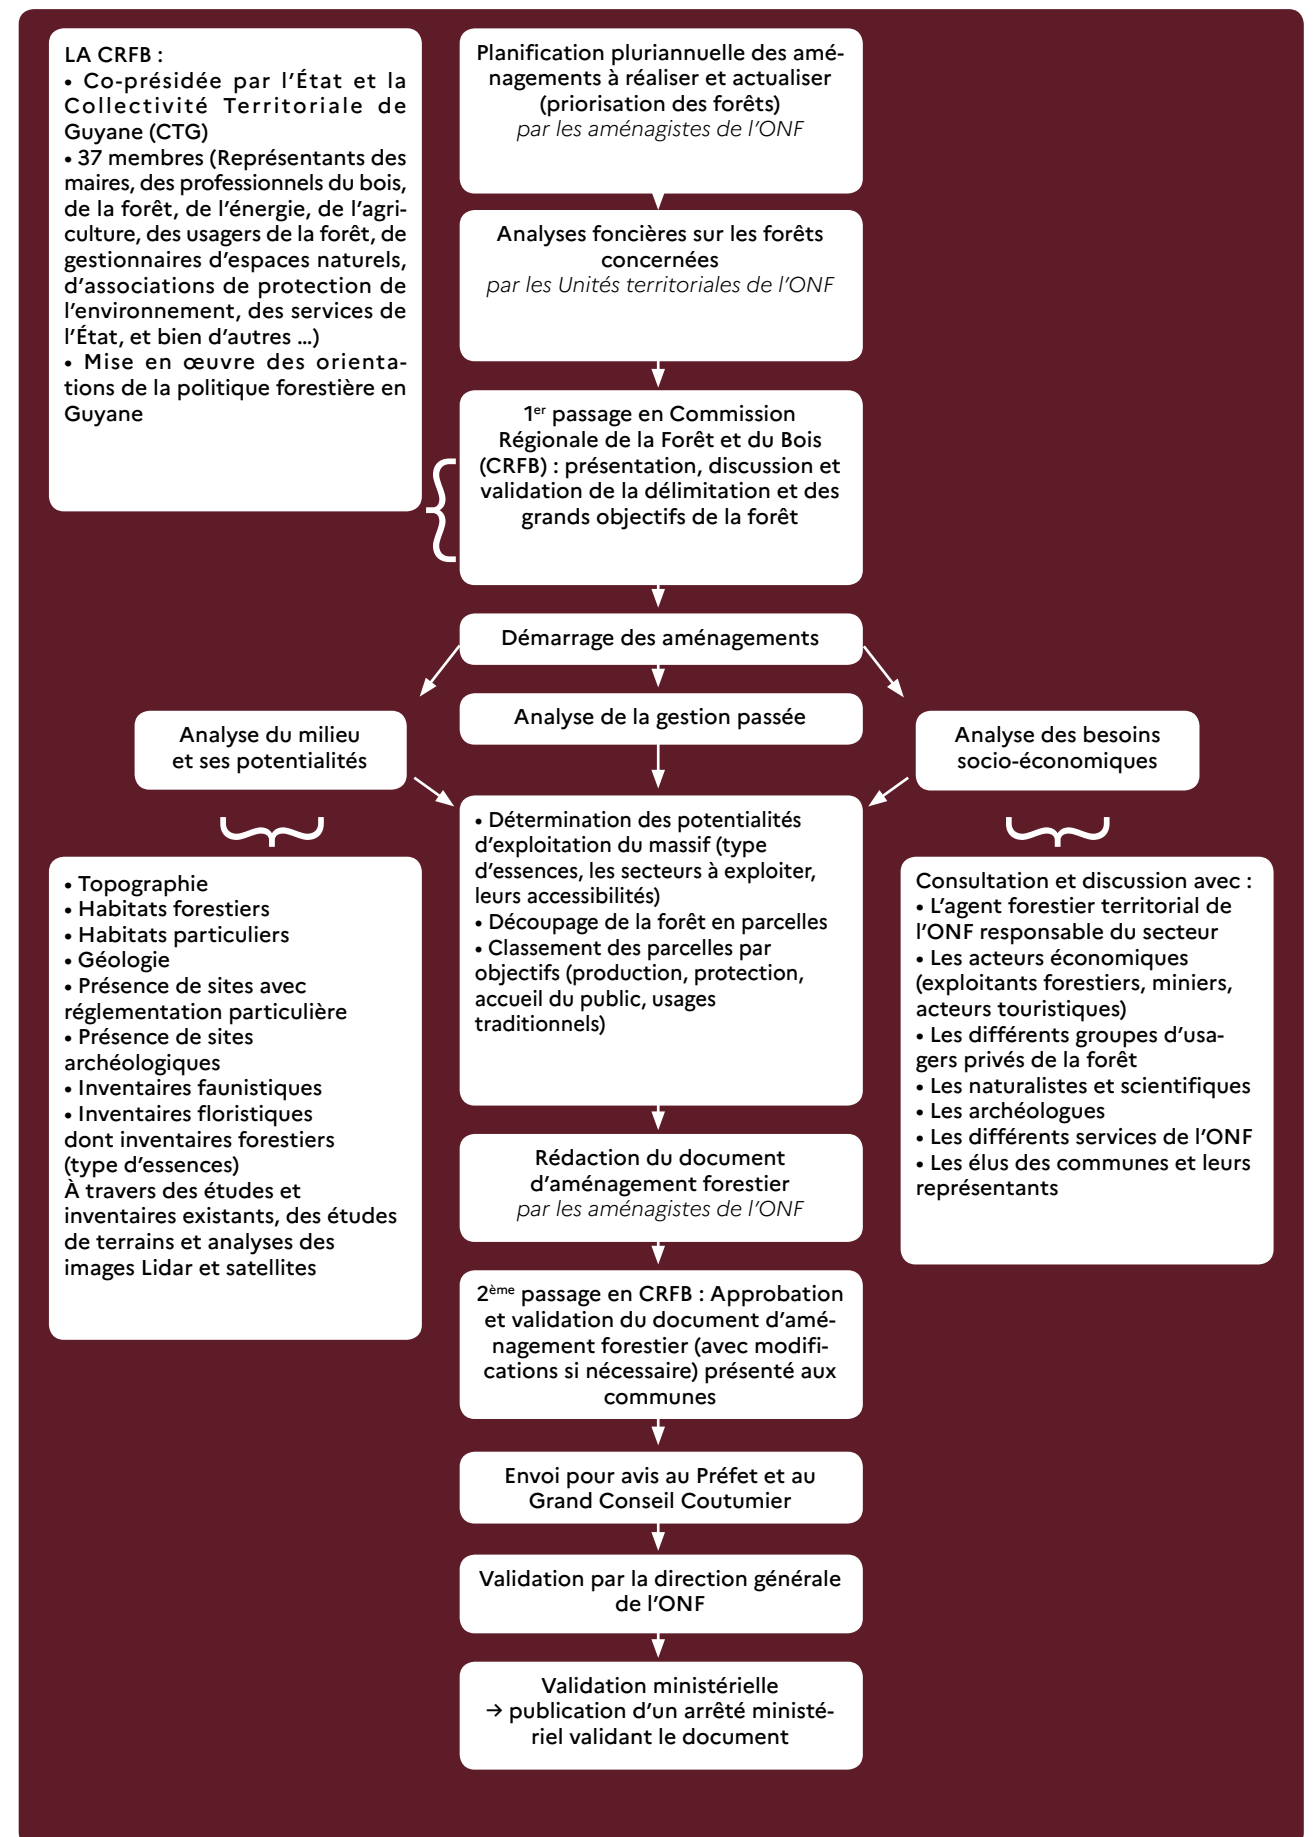 LA CRFB :
• Co-présidée par l'État et la
Collectivité Territoriale de
Guyane (CTG)
• 37 membres (Représentants des
maires, des professionnels du bois,
de la forêt, de l'énergie, de l'agri-
culture, des usagers de la forêt, de
gestionnaires d'espaces naturels,
d'associations de protection de
l'environnement, des services de
l'État, et bien d'autres ...)
• Mise en œuvre des orienta-
tions de la politique forestière en
Guyane
Planification pluriannuelle des amé-
nagements à réaliser et actualiser
(priorisation des forêts)
par les aménagistes de l'ONF
Analyses foncières sur les forêts
concernées
par les Unités territoriales de l'ONF
1er passage en Commission
Régionale de la Forêt et du Bois
(CRFB) : présentation, discussion et
validation de la délimitation et des
grands objectifs de la forêt
Démarrage des aménagements
Analyse du milieu
et ses potentialités
Analyse de la gestion passée
Analyse des besoins
socio-économiques
• Topographie
• Habitats forestiers
• Habitats particuliers
• Géologie
• Présence de sites avec
réglementation particulière
• Présence de sites
archéologiques
• Inventaires faunistiques
• Inventaires floristiques
dont inventaires forestiers
(type d'essences)
À travers des études et
inventaires existants, des études
de terrains et analyses des
images Lidar et satellites
• Détermination des potentialités
d'exploitation du massif (type
d'essences, les secteurs à exploiter,
leurs accessibilités)
• Découpage de la forêt en parcelles
• Classement des parcelles par
objectifs (production, protection,
accueil du public, usages
traditionnels)
Consultation et discussion avec :
• L'agent forestier territorial de
l'ONF responsable du secteur
• Les acteurs économiques
(exploitants forestiers, miniers,
acteurs touristiques)
• Les différents groupes d'usa-
gers privés de la forêt
• Les naturalistes et scientifiques
• Les archéologues
• Les différents services de l'ONF
• Les élus des communes et leurs
représentants
Rédaction du document
d'aménagement forestier
par les aménagistes de l'ONF
2ème passage en CRFB : Approbation
et validation du document d'amé-
nagement forestier (avec modifi-
cations si nécessaire) présenté aux
communes
Envoi pour avis au Préfet et au
Grand Conseil Coutumier
Validation par la direction générale
de l'ONF
Validation ministérielle
→ publication d'un arrêté ministé-
riel validant le document